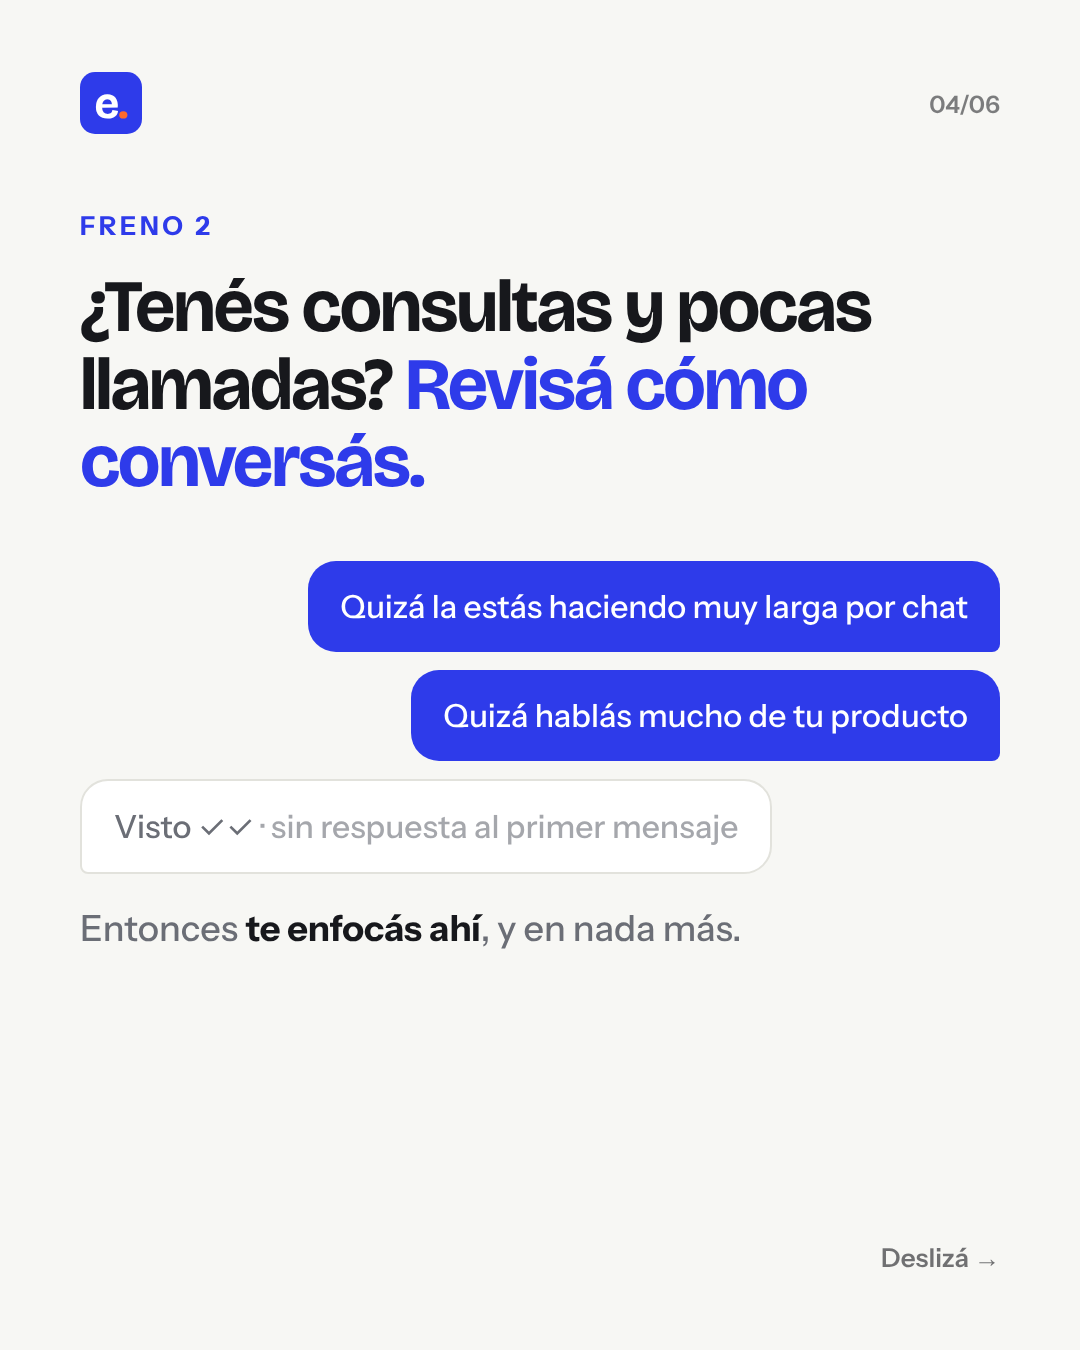 e.
04/06
FRENO 2
¿Tenés consultas y pocas
llamadas? Revisá cómo
conversás.
Quizá la estás haciendo muy larga por chat
Quizá hablás mucho de tu producto
Visto ✓✓ · sin respuesta al primer mensaje
Entonces te enfocás ahí, y en nada más.
Deslizá →